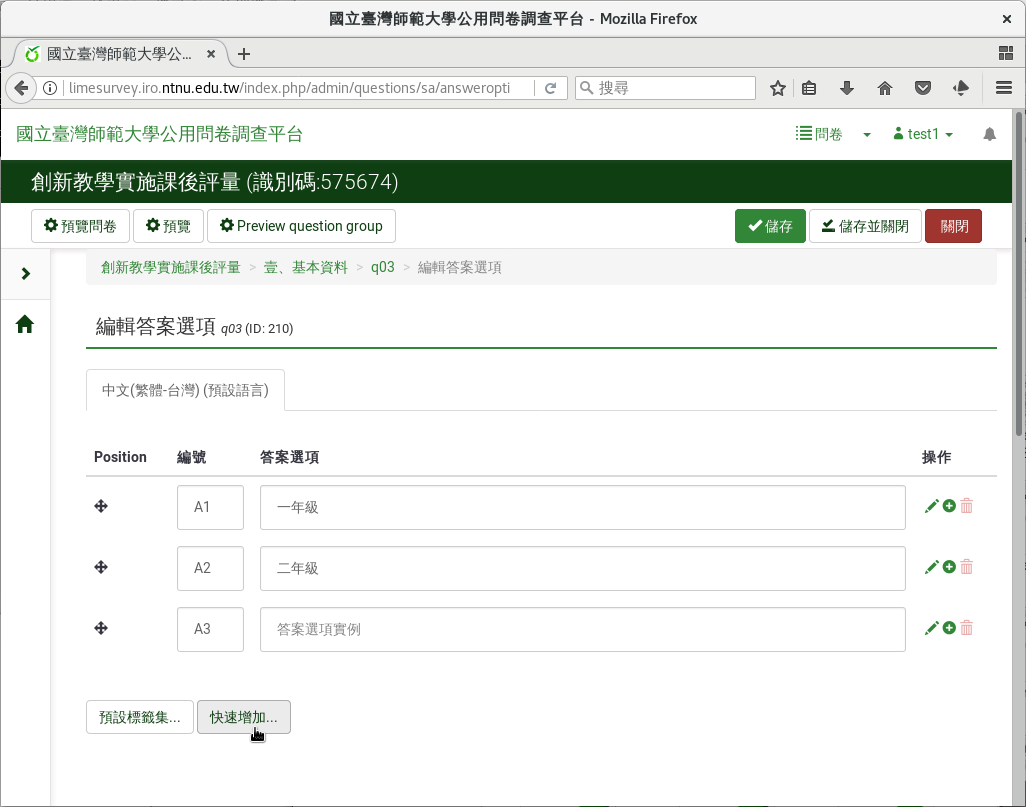 國立臺灣師範大學公用問卷調查平台 - Mozilla Firefox
國立臺灣師範大學公...
limesurvey.iro.ntnu.edu.tw/index.php/admin/questions/sa/answeropti
搜尋
國立臺灣師範大學公用問卷調查平台
問卷
test1
創新教學實施課後評量 (識別碼:575674)
預覽問卷
預覽
Preview question group
儲存
儲存並關閉
關閉
創新教學實施課後評量 > 壹、基本資料 > q03 > 編輯答案選項
編輯答案選項 q03 (ID: 210)
中文(繁體-台灣) (預設語言)
Position 編號 答案選項 操作
A1 一年級
A2 二年級
A3 答案選項實例
預設標籤集...
快速增加...